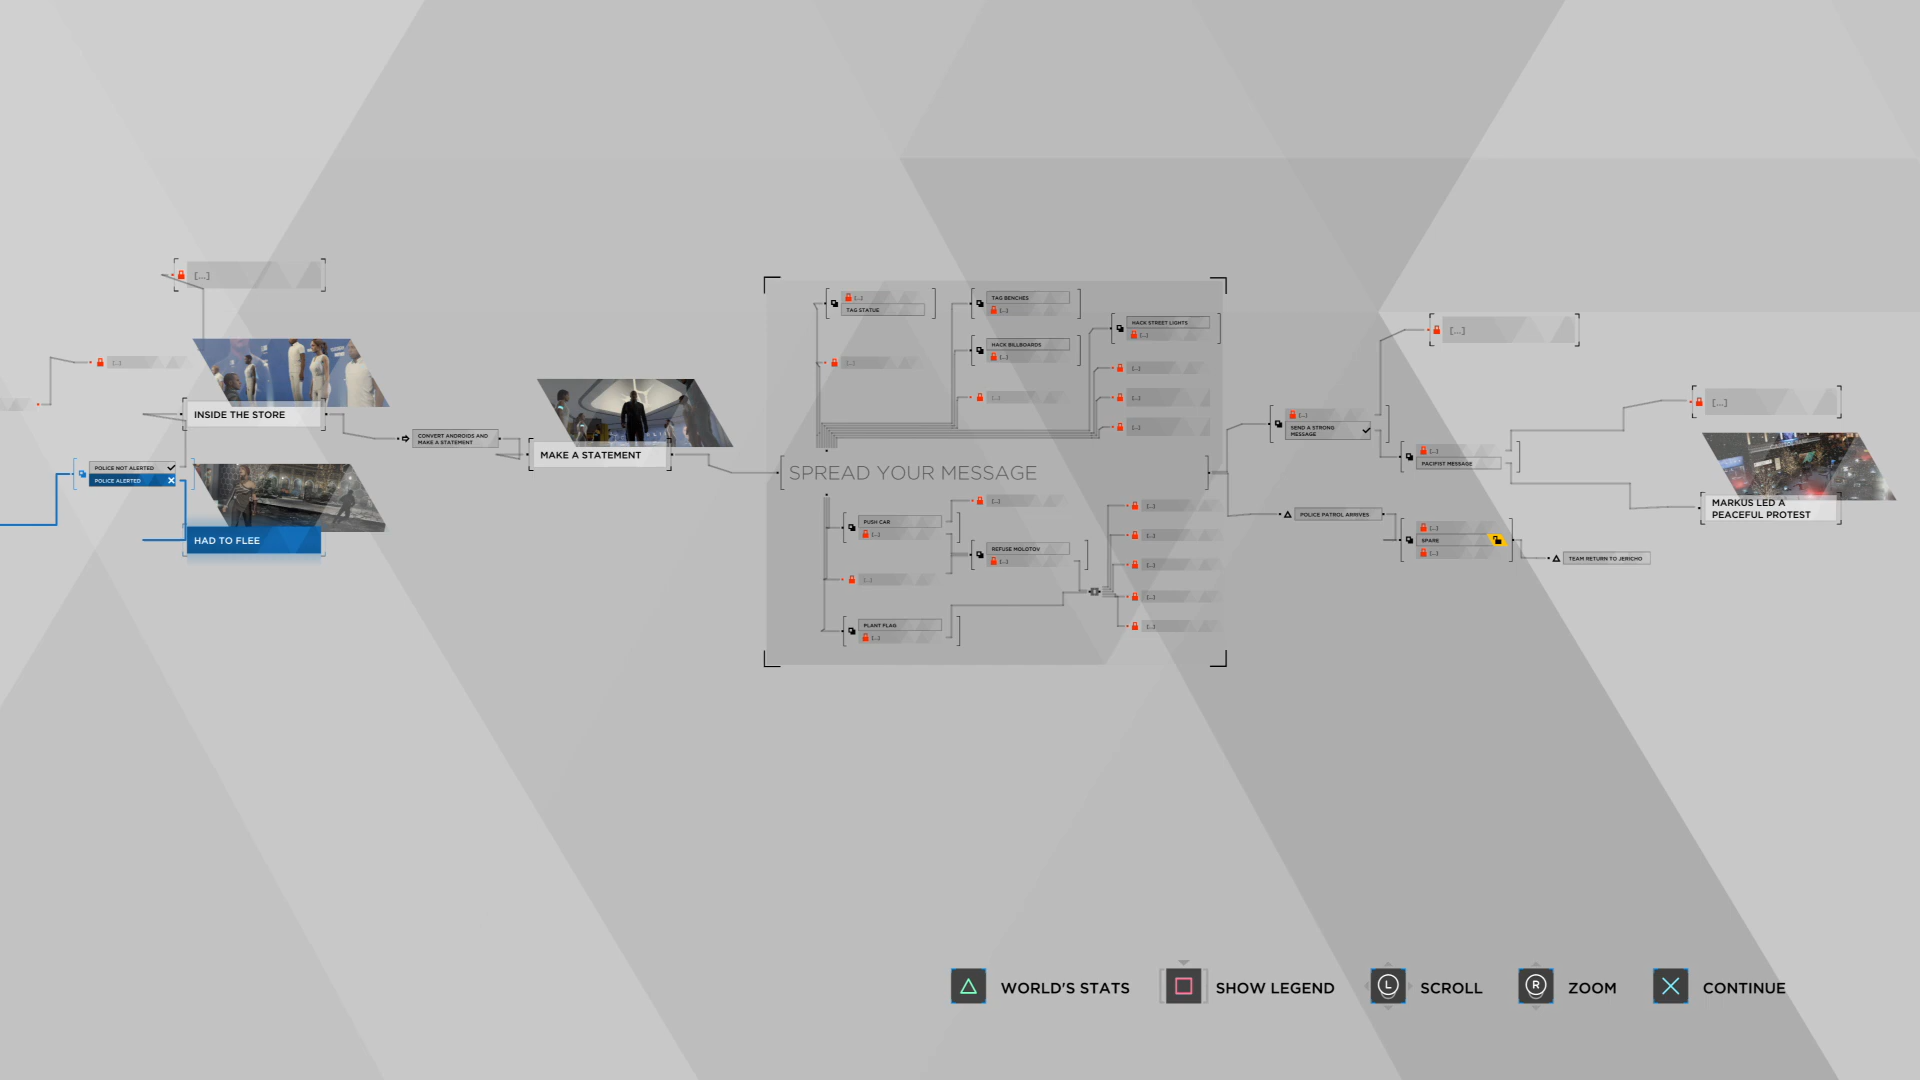 [...]
[...]
INSIDE THE STORE
POLICE NOT ALERTED
POLICE ALERTED
HAD TO FLEE
CONVERT ANDROIDS AND
MAKE A STATEMENT
MAKE A STATEMENT
[...]
TAG STATUE
[...]
TAG BENCHES
[...]
HACK BILLBOARDS
[...]
[...]
HACK STREET LIGHTS
[...]
[...]
[...]
[...]
SPREAD YOUR MESSAGE
PUSH CAR
[...]
[...]
PLANT FLAG
[...]
[...]
REFUSE MOLOTOV
[...]
[...]
[...]
[...]
[...]
[...]
[...]
SEND A STRONG
MESSAGE
POLICE PATROL ARRIVES
[...]
[...]
PACIFIST MESSAGE
[...]
SPARE
[...]
TEAM RETURN TO JERICHO
[...]
MARKUS LED A
PEACEFUL PROTEST
WORLD'S STATS
SHOW LEGEND
L
SCROLL
R
ZOOM
CONTINUE